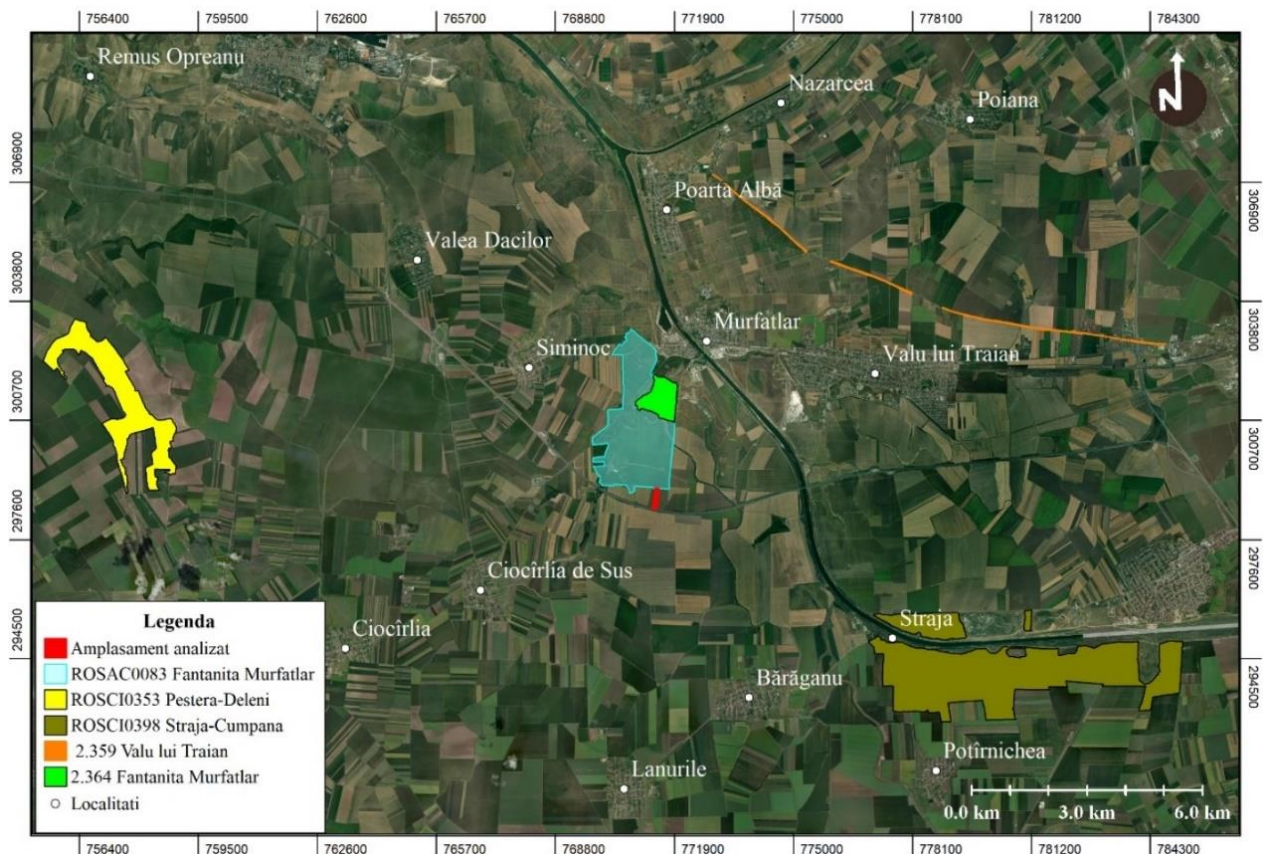 756400 759500 762600 765700 768800 771900 775000 778100 781200 784300
Remus Opreanu
Nazarcea
Poiana
N
306900
306900
Poarta Albă
Valea Dacilor
303800
303800
Murfatlar
Siminoc
Valu lui Traian
300700
300700
297600
297600
Ciocîrlia de Sus
Straja
Ciocîrlia
294500
294500
Bărăganu
Potîrnichea
Lanurile
Legenda
Amplasament analizat
ROSAC0083 Fantanita Murfatlar
ROSCI0353 Pestera-Deleni
ROSCI0398 Straja-Cumpana
2.359 Valu lui Traian
2.364 Fantanita Murfatlar
Localitati
0.0 km 3.0 km 6.0 km
756400 759500 762600 765700 768800 771900 775000 778100 781200 784300